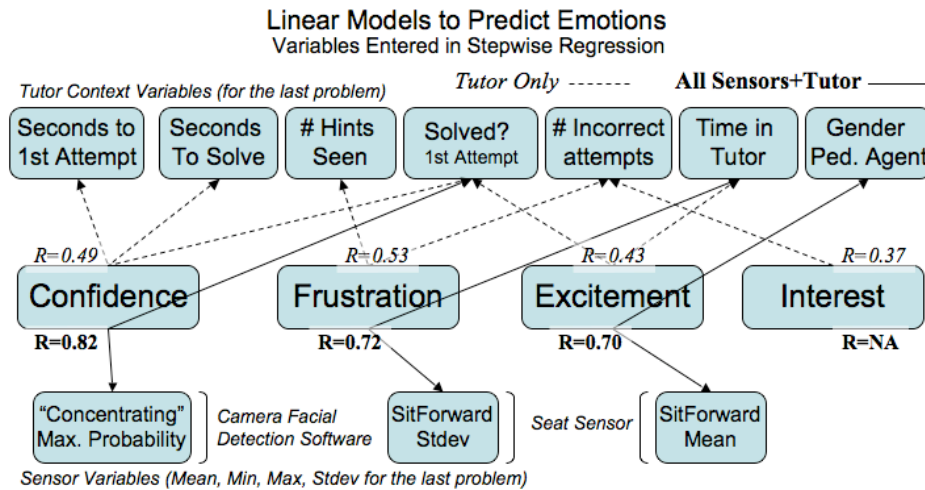 Linear Models to Predict Emotions
Variables Entered in Stepwise Regression
Tutor Context Variables (for the last problem)
Tutor Only
All Sensors+Tutor
Seconds to
1st Attempt
Seconds
To Solve
# Hints
Seen
Solved?
1st Attempt
# Incorrect
attempts
Time in
Tutor
Gender
Ped. Agent
R=0.49
R=0.53
R=0.43
R=0.37
Confidence
Frustration
Excitement
Interest
R=0.82
R=0.72
R=0.70
R=NA
“Concentrating”
Max. Probability
Camera Facial
Detection Software
SitForward
Stdev
Seat Sensor
SitForward
Mean
Sensor Variables (Mean, Min, Max, Stdev for the last problem)